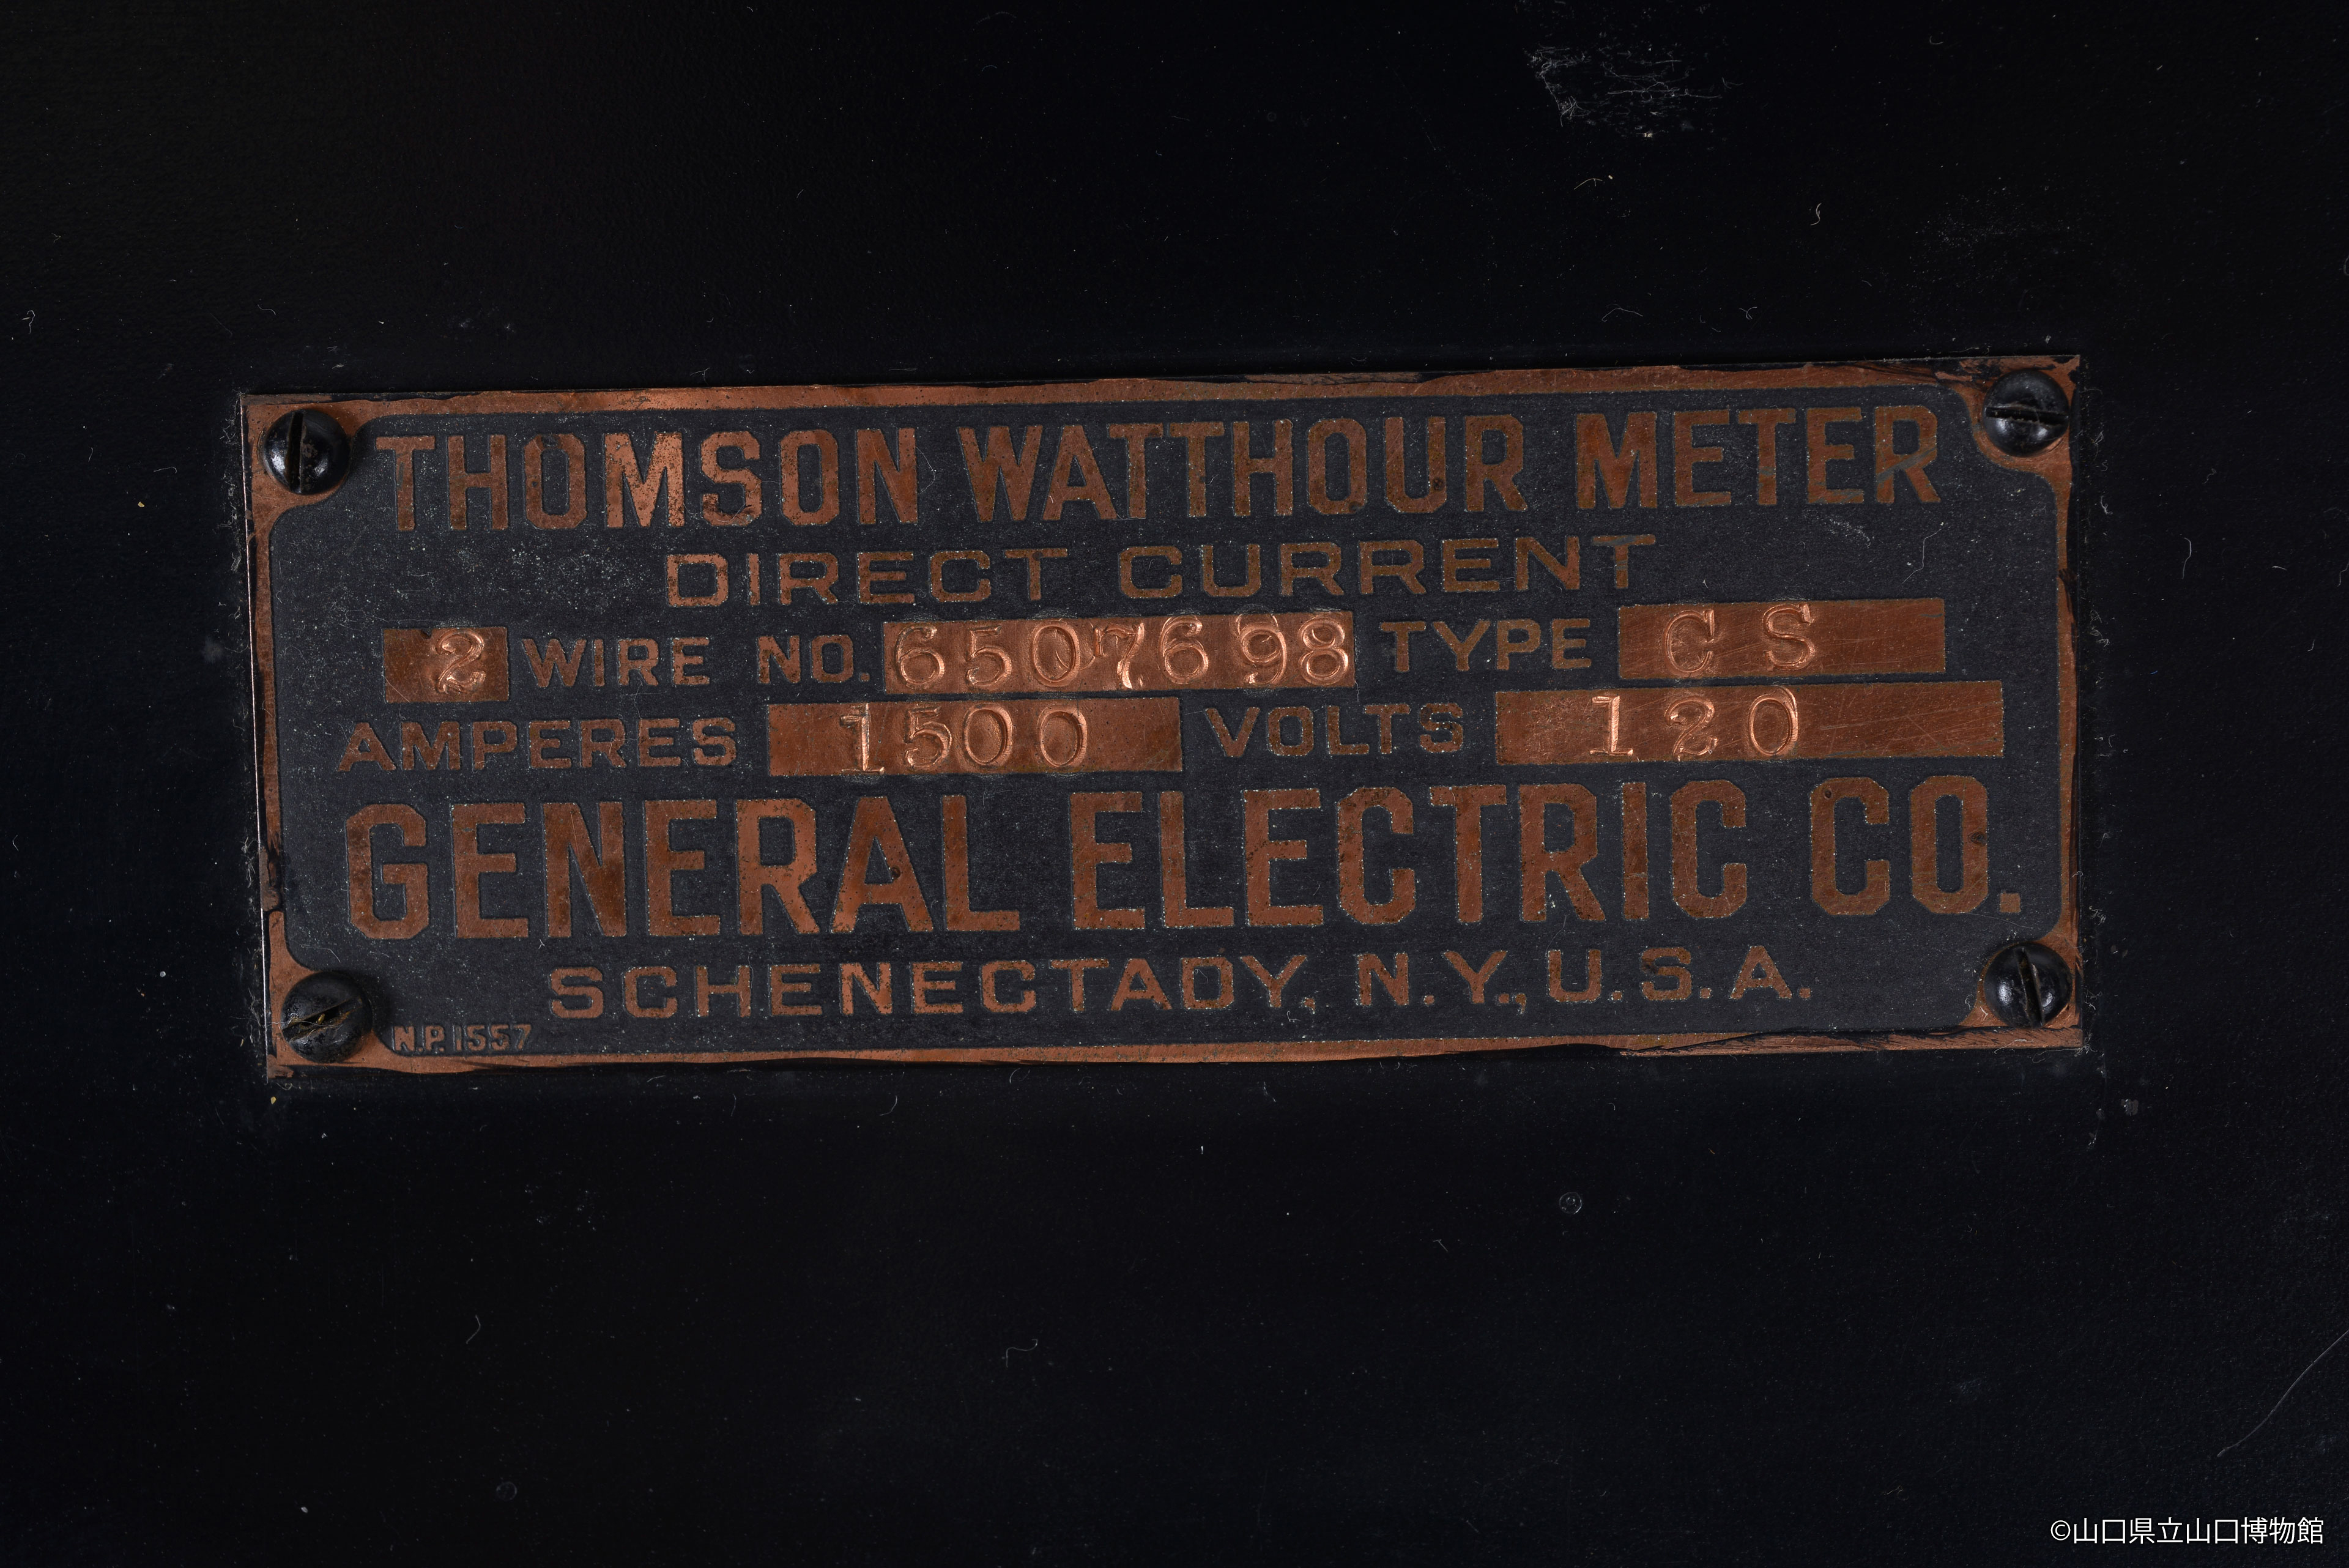 THOMSON WATTHOUR METER
DIRECT CURRENT
2 WIRE NO. 6507698 TYPE CS
AMPERES 1500 VOLTS 120
GENERAL ELECTRIC CO.
SCHENECTADY, N.Y., U.S.A.
N.P. 1557
©山口県立山口博物館